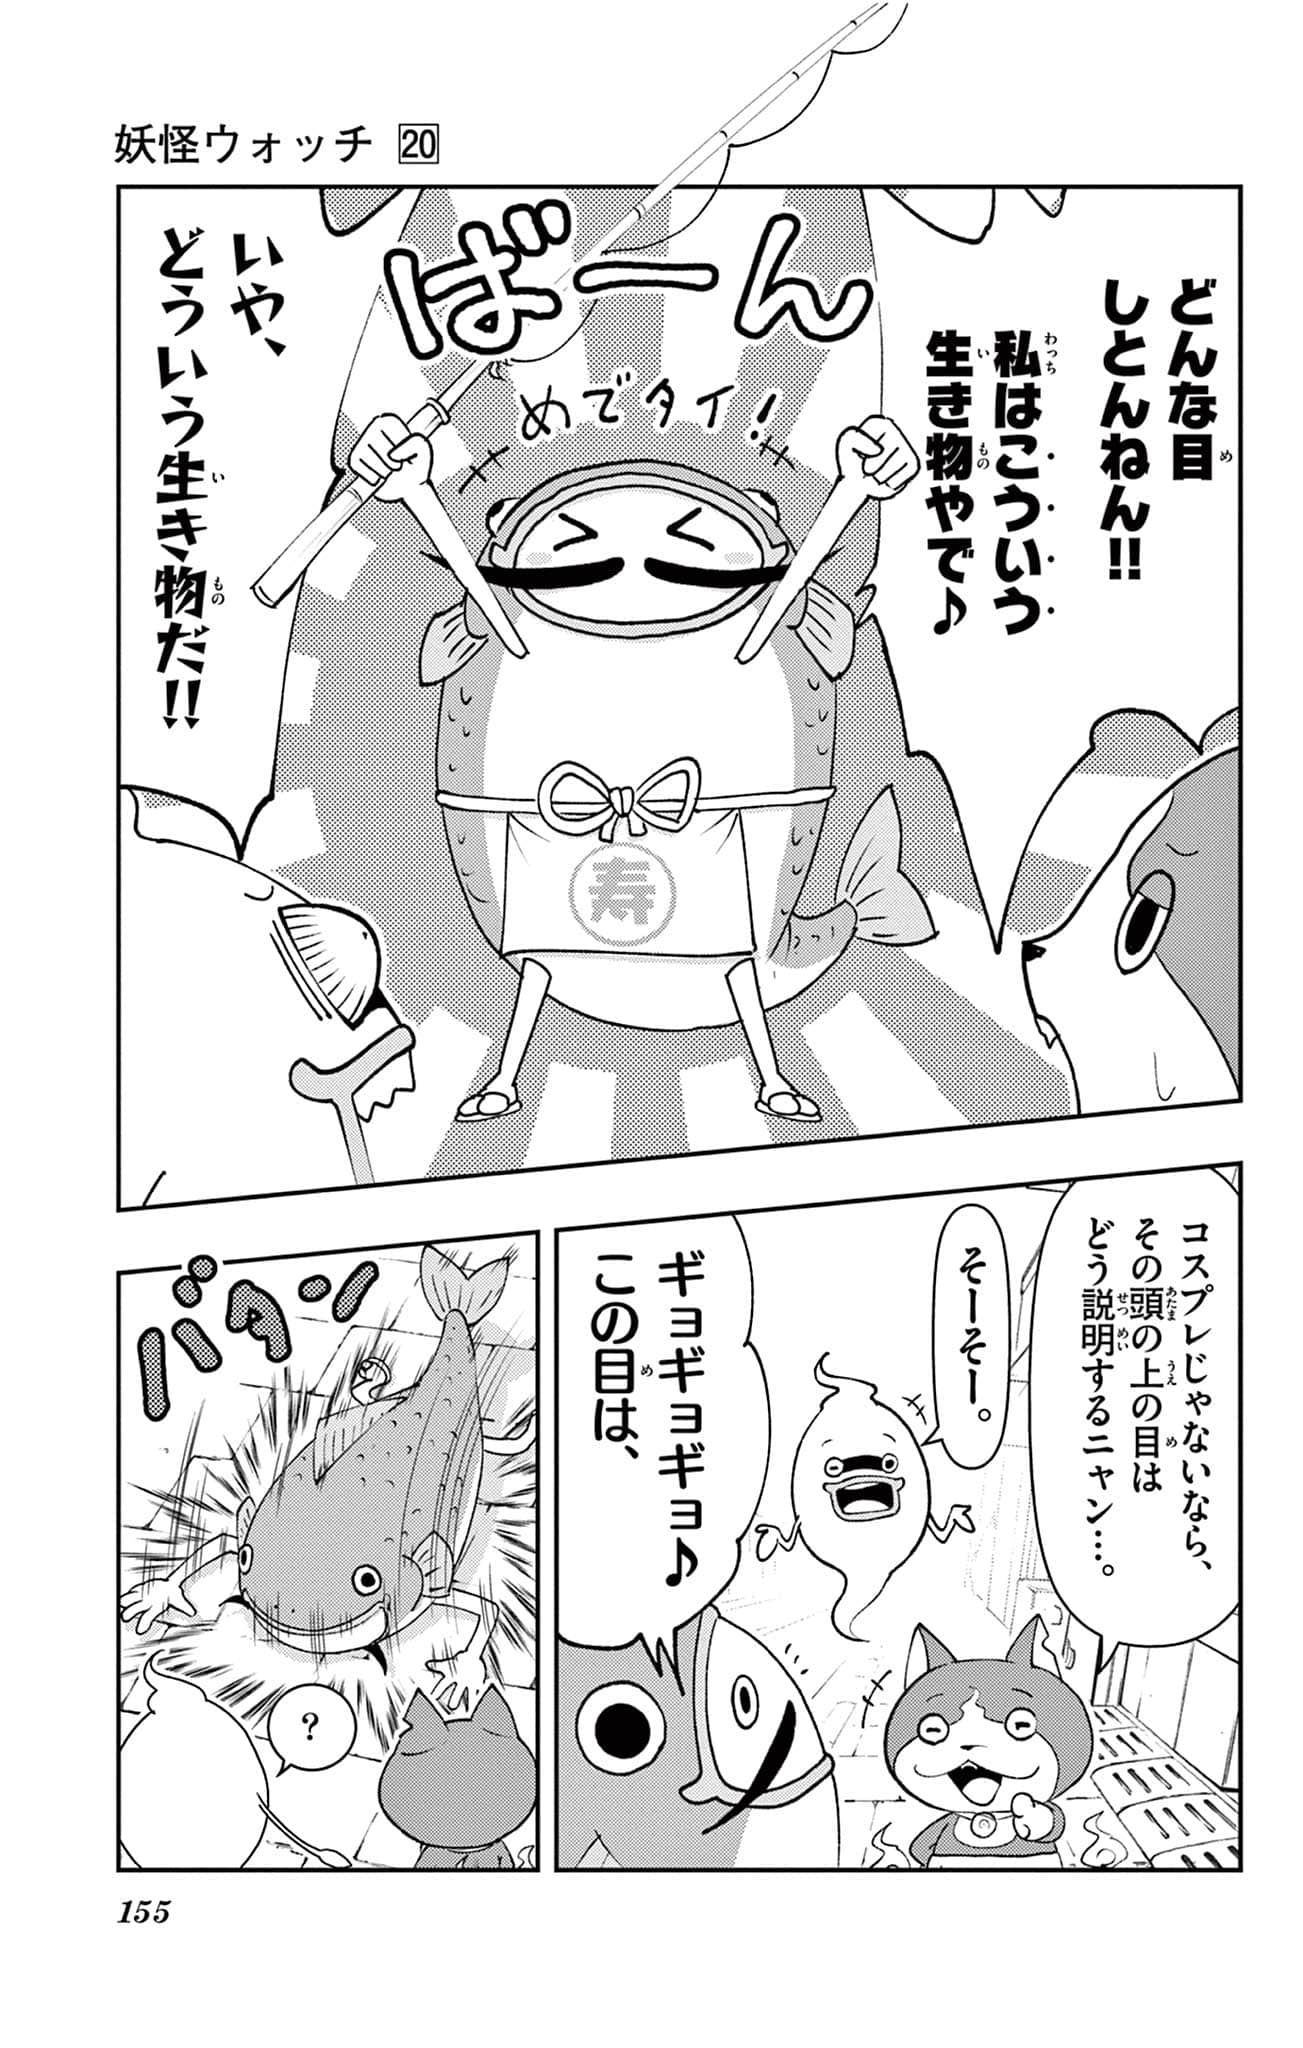 妖怪ウォッチ 20
どんな目
しとんねん!!
私はこういう
生き物やで♪
ばーん
めでタイ!
いや、
どういう生き物だ!!
寿
コスプレじゃないなら、
その頭の上の目は
どう説明するニャン…。
そーそー。
ギョギョギョ♪
この目は、
バタン
?
155